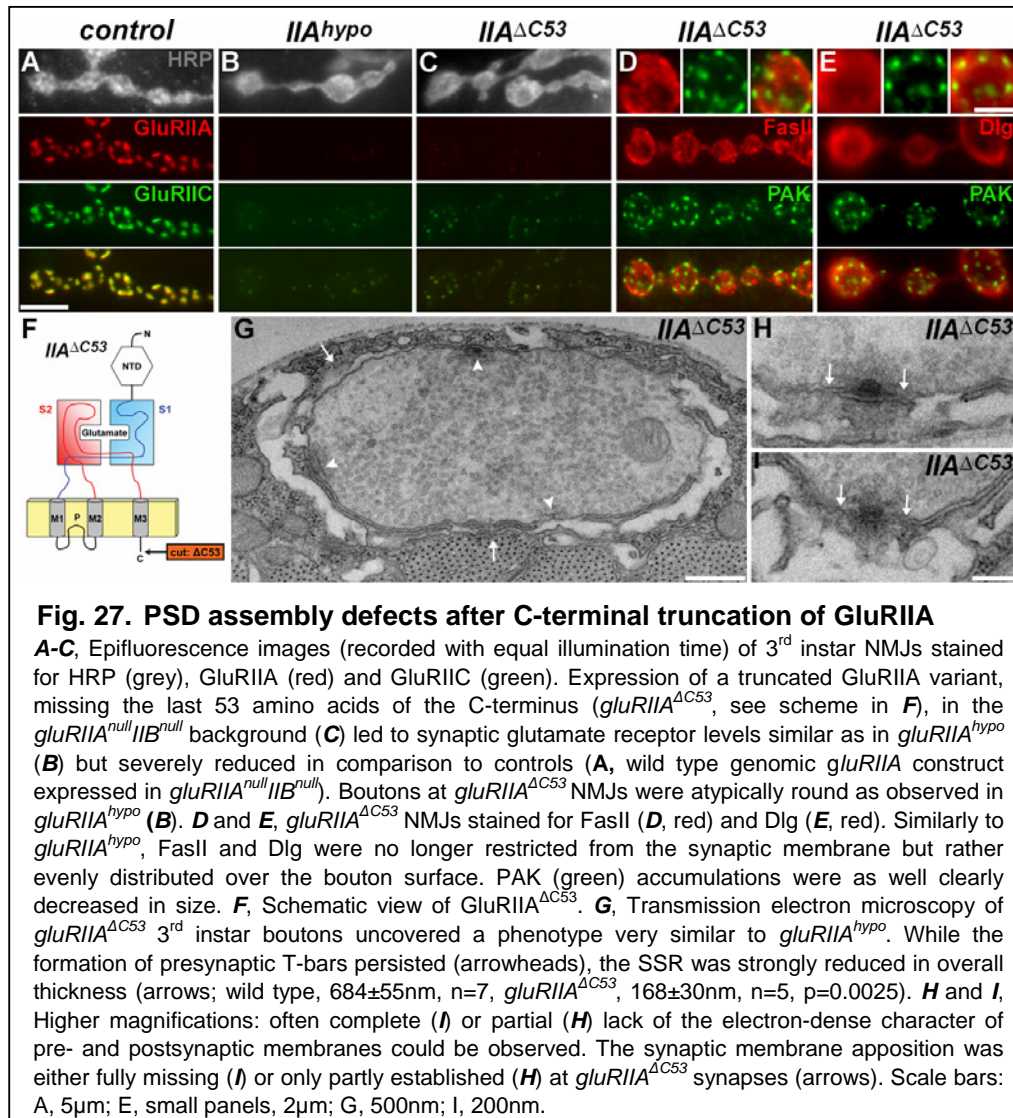 control IIAhypo IIAΔC53 IIAΔC53 IIAΔC53
A HRP B C D E
GluRIIA FasII Dlg
GluRIIC PAK PAK
F IIAΔC53
N
NTD
S2 S1
Glutamate
M1 P M2 M3
C cut: ΔC53
G IIAΔC53
H IIAΔC53
I IIAΔC53
Fig. 27. PSD assembly defects after C-terminal truncation of GluRIIA
A-C, Epifluorescence images (recorded with equal illumination time) of 3rd instar NMJs stained
for HRP (grey), GluRIIA (red) and GluRIIC (green). Expression of a truncated GluRIIA variant,
missing the last 53 amino acids of the C-terminus (gluRIIAΔC53, see scheme in F), in the
gluRIIAnullIIBnull background (C) led to synaptic glutamate receptor levels similar as in gluRIIAhypo
(B) but severely reduced in comparison to controls (A, wild type genomic gluRIIA construct
expressed in gluRIIAnullIIBnull). Boutons at gluRIIAΔC53 NMJs were atypically round as observed in
gluRIIAhypo (B). D and E, gluRIIAΔC53 NMJs stained for FasII (D, red) and Dlg (E, red). Similarly to
gluRIIAhypo, FasII and Dlg were no longer restricted from the synaptic membrane but rather
evenly distributed over the bouton surface. PAK (green) accumulations were as well clearly
decreased in size. F, Schematic view of GluRIIAΔC53. G, Transmission electron microscopy of
gluRIIAΔC53 3rd instar boutons uncovered a phenotype very similar to gluRIIAhypo. While the
formation of presynaptic T-bars persisted (arrowheads), the SSR was strongly reduced in overall
thickness (arrows; wild type, 684±55nm, n=7, gluRIIAΔC53, 168±30nm, n=5, p=0.0025). H and I,
Higher magnifications: often complete (I) or partial (H) lack of the electron-dense character of
pre- and postsynaptic membranes could be observed. The synaptic membrane apposition was
either fully missing (I) or only partly established (H) at gluRIIAΔC53 synapses (arrows). Scale bars:
A, 5µm; E, small panels, 2µm; G, 500nm; I, 200nm.